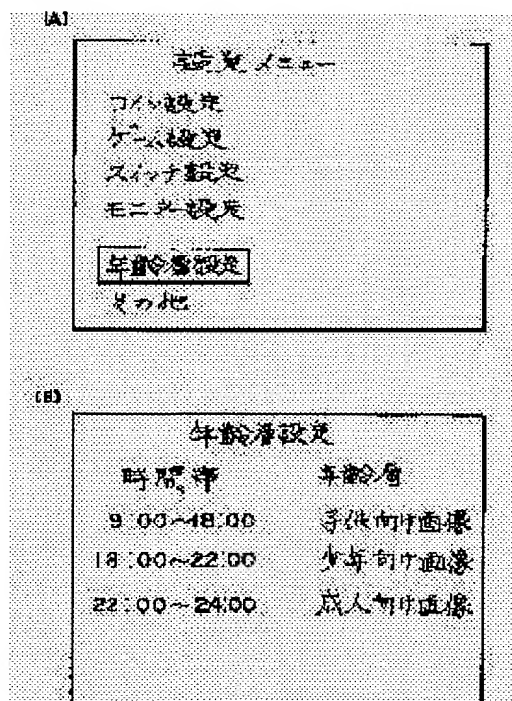 [A]
設定メニュー
コイン設定
ゲーム設定
スイッチ設定
モニター設定
年齢層設定
その他
[B]
年齢層設定
時間帯 年齢層
9:00~18:00 子供向け画像
18:00~22:00 少年向け画像
22:00~24:00 成人向け画像